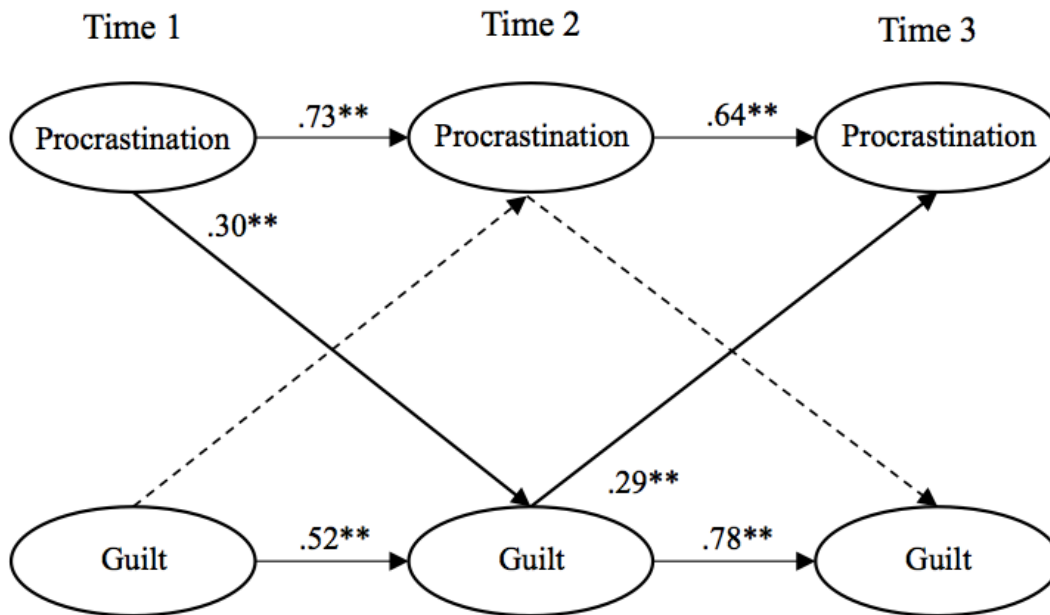 Time 1
Time 2
Time 3
Procrastination
.73**
Procrastination
.64**
Procrastination
.30**
.29**
Guilt
.52**
Guilt
.78**
Guilt